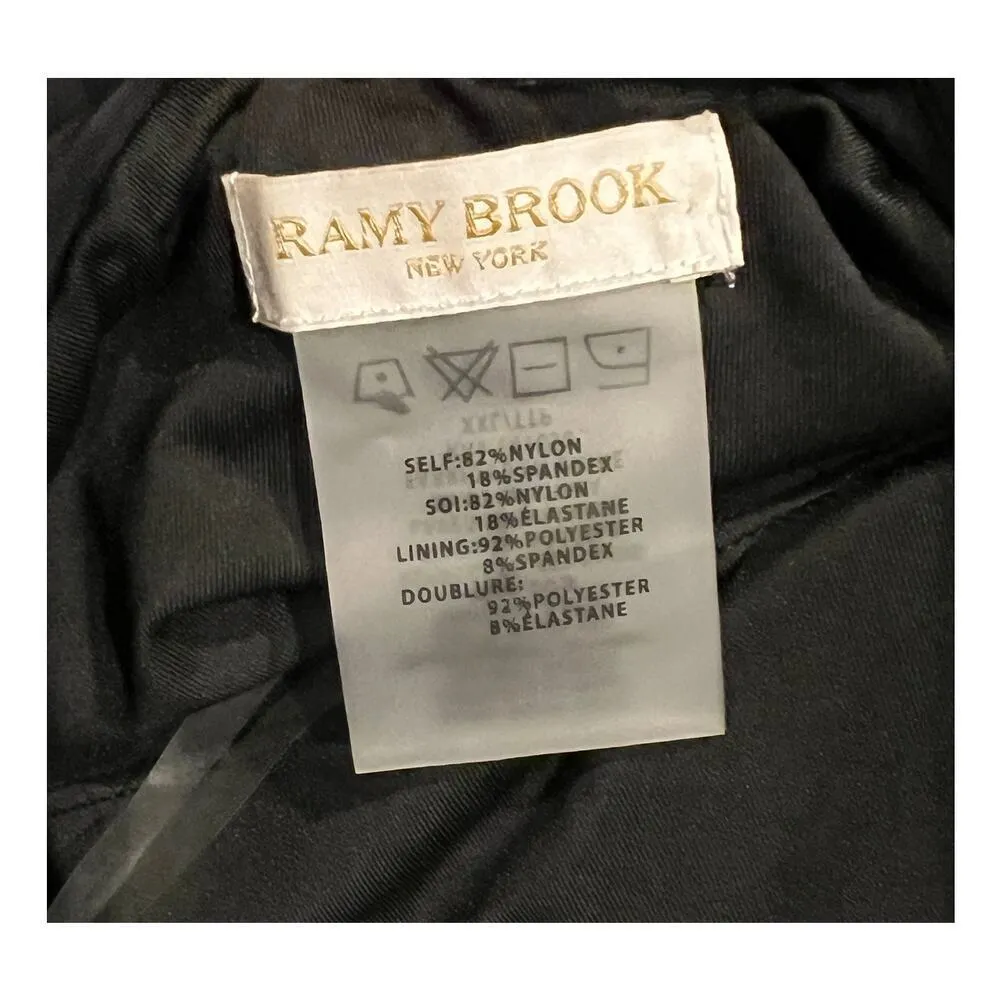 RAMY BROOK
NEW YORK
SELF:82%NYLON
18%SPANDEX
SOI:82%NYLON
18%ÉLASTANE
LINING:92%POLYESTER
8%SPANDEX
DOUBLURE:
92%POLYESTER
8%ÉLASTANE